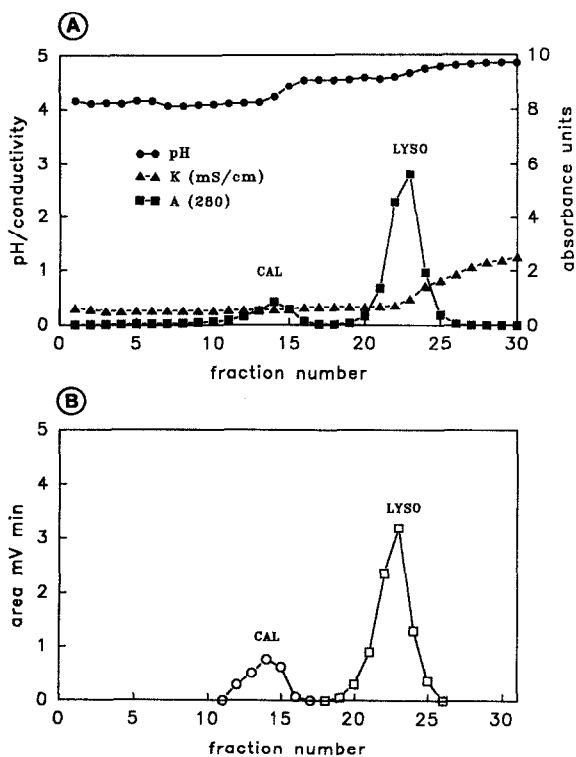 A
5
4
3
2
1
0
pH/conductivity
10
8
6
4
2
0
absorbance units
pH
K (mS/cm)
A (280)
CAL
LYSO
0 5 10 15 20 25 30
fraction number
B
5
4
3
2
1
0
area mV min
CAL
LYSO
0 5 10 15 20 25 30
fraction number